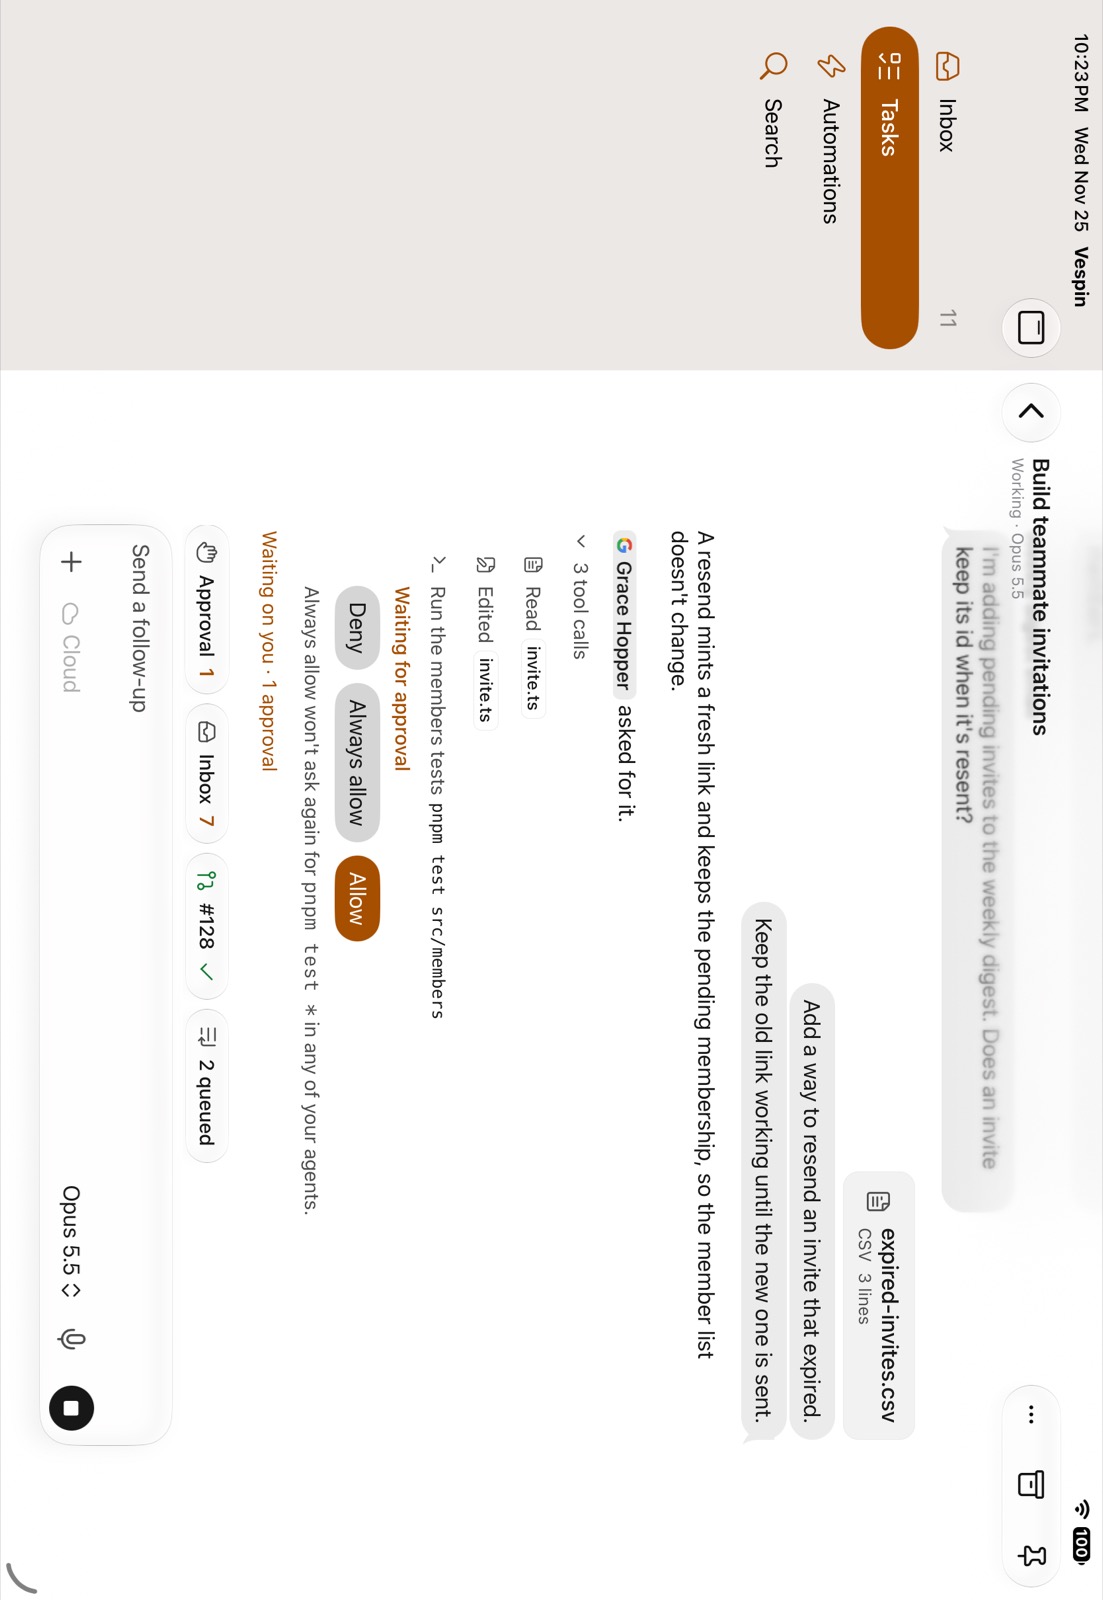 10:23 PM Wed Nov 25 Vespin
100
Inbox 11
Tasks
Automations
Search
Build teammate invitations
Working · Opus 5.5
I'm adding pending invites to the weekly digest. Does an invite
keep its id when it's resent?
expired-invites.csv
CSV 3 lines
Add a way to resend an invite that expired.
Keep the old link working until the new one is sent.
A resend mints a fresh link and keeps the pending membership, so the member list
doesn't change.
Grace Hopper asked for it.
3 tool calls
Read invite.ts
Edited invite.ts
Run the members tests pnpm test src/members
Waiting for approval
Deny
Always allow
Allow
Always allow won't ask again for pnpm test * in any of your agents.
Waiting on you · 1 approval
Approval 1
Inbox 7
#128
2 queued
Send a follow-up
Cloud
Opus 5.5